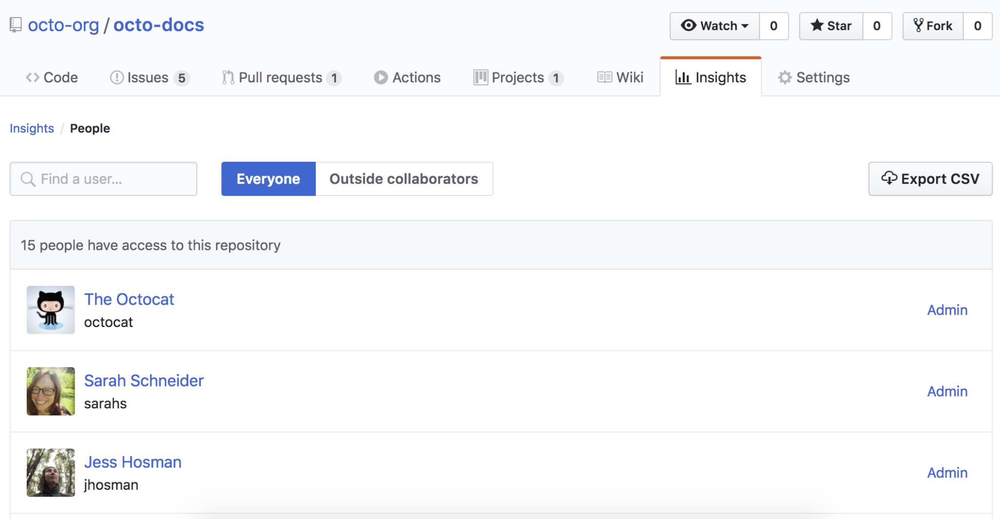 octo-org / octo-docs
Watch 0 Star 0 Fork 0
Code Issues 5 Pull requests 1 Actions Projects 1 Wiki Insights Settings
Insights / People
Find a user... Everyone Outside collaborators Export CSV
15 people have access to this repository
The Octocat
octocat
Admin
Sarah Schneider
sarahs
Admin
Jess Hosman
jhosman
Admin